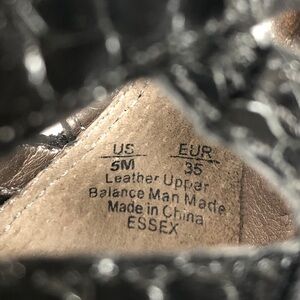 US EUR
5M 35
Leather Upper
Balance Man Made
Made in China
ESSEX